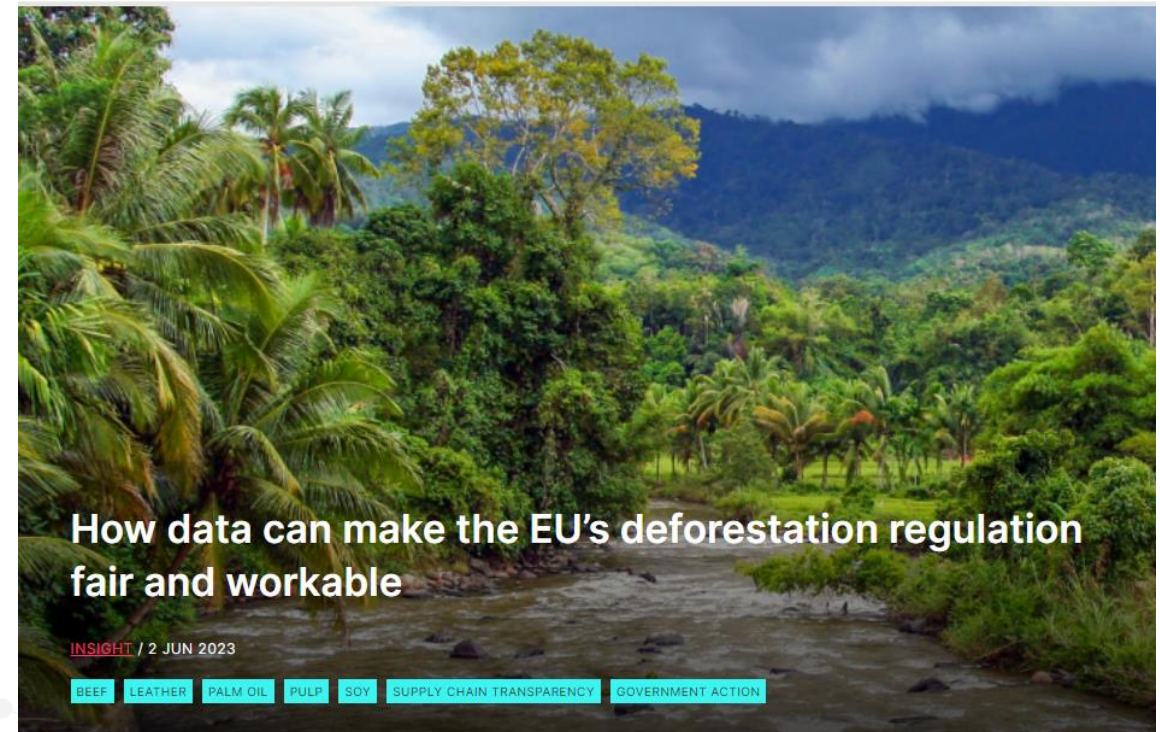 How data can make the EU’s deforestation regulation
fair and workable
INSIGHT / 2 JUN 2023
BEEF LEATHER PALM OIL PULP SOY SUPPLY CHAIN TRANSPARENCY GOVERNMENT ACTION